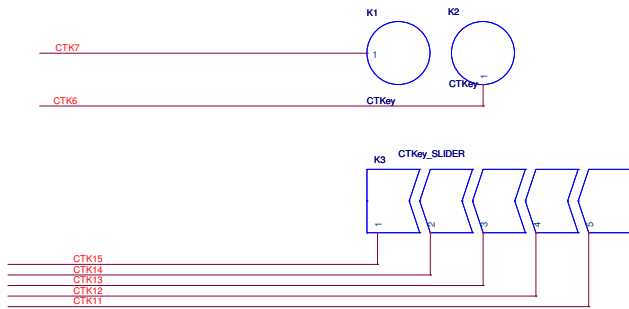 K1
K2
CTK7
1
1
CTKey
CTK6
CTKey
CTKey_SLIDER
K3
1
2
3
4
5
CTK15
CTK14
CTK13
CTK12
CTK11